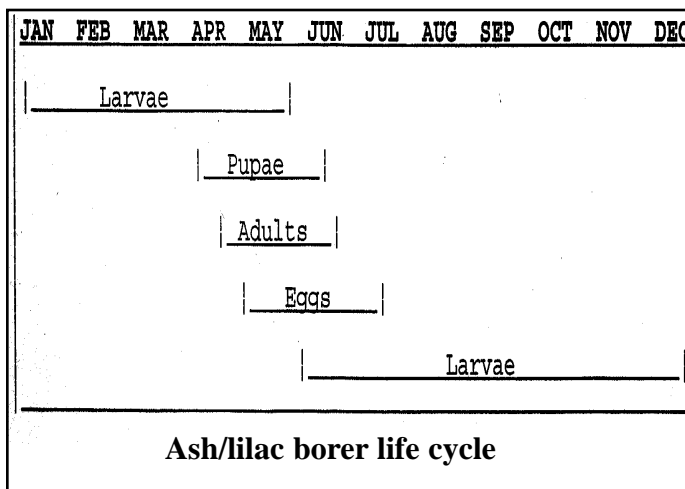 JAN FEB MAR APR MAY JUN JUL AUG SEP OCT NOV DEC
Larvae
Pupae
Adults
Eggs
Larvae
Ash/lilac borer life cycle